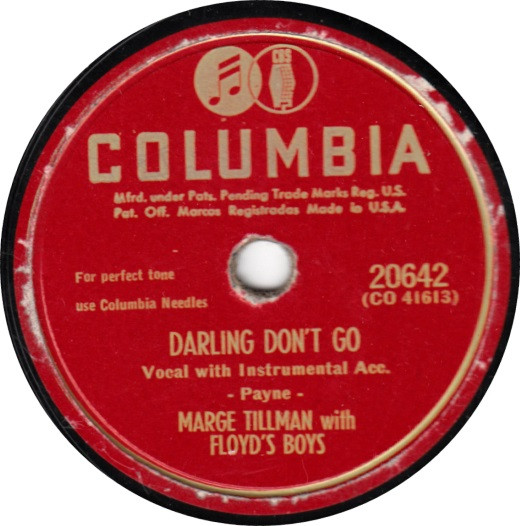 CBS
COLUMBIA
Mfrd. under Pats. Pending Trade Marks Reg. U.S.
Pat. Off. Marcas Registradas Made in U.S.A.
For perfect tone
use Columbia Needles
20642
(CO 41613)
DARLING DON'T GO
Vocal with Instrumental Acc.
- Payne -
MARGE TILLMAN with
FLOYD'S BOYS